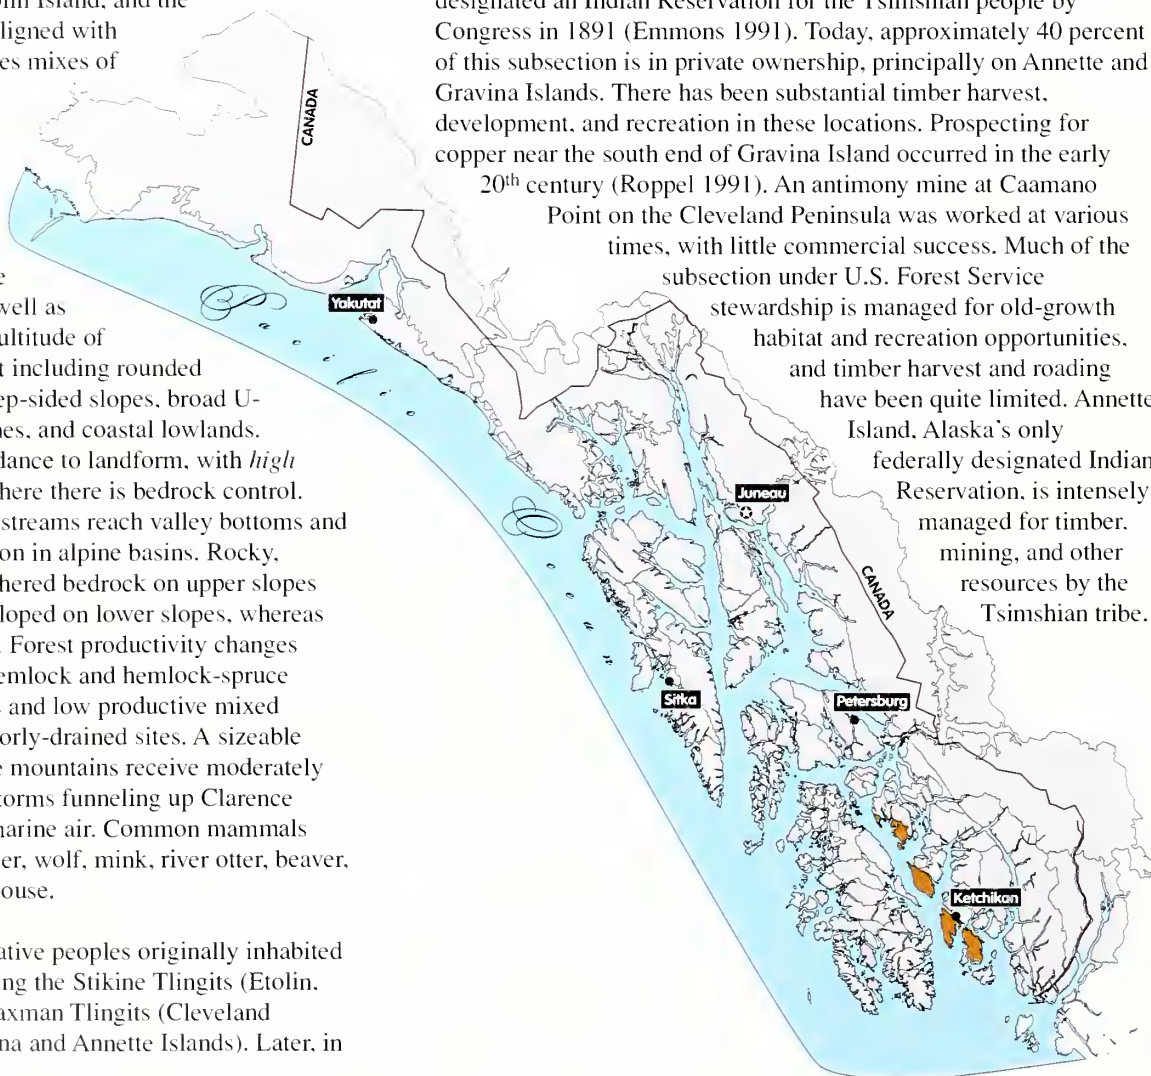 olin Island, and the
ligned with
es mixes of
e
well as
ultitude of
t including rounded
ep-sided slopes, broad U-
nes, and coastal lowlands.
dance to landform, with high
here there is bedrock control.
streams reach valley bottoms and
on in alpine basins. Rocky,
hered bedrock on upper slopes
loped on lower slopes, whereas
. Forest productivity changes
emlock and hemlock-spruce
s and low productive mixed
orly-drained sites. A sizeable
e mountains receive moderately
torms funneling up Clarence
narine air. Common mammals
er, wolf, mink, river otter, beaver,
ouse.
ative peoples originally inhabited
ng the Stikine Tlingits (Etolin,
axman Tlingits (Cleveland
na and Annette Islands). Later, in
designated an Indian Reservation for the Tsimshian people by
Congress in 1891 (Emmons 1991). Today, approximately 40 percent
of this subsection is in private ownership, principally on Annette and
Gravina Islands. There has been substantial timber harvest,
development, and recreation in these locations. Prospecting for
copper near the south end of Gravina Island occurred in the early
20th century (Roppel 1991). An antimony mine at Caamano
Point on the Cleveland Peninsula was worked at various
times, with little commercial success. Much of the
subsection under U.S. Forest Service
stewardship is managed for old-growth
habitat and recreation opportunities,
and timber harvest and roading
have been quite limited. Annette
Island, Alaska's only
federally designated Indian
Reservation, is intensely
managed for timber,
mining, and other
resources by the
Tsimshian tribe.
CANADA
Yakutat
Pacific
Ocean
Juneau
CANADA
Sitka
Petersburg
Ketchikan